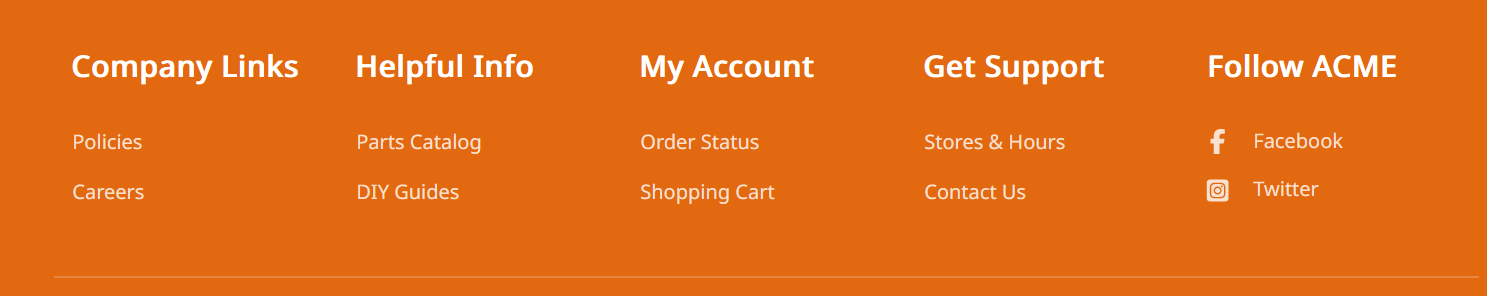 Company Links
Policies
Careers
Helpful Info
Parts Catalog
DIY Guides
My Account
Order Status
Shopping Cart
Get Support
Stores & Hours
Contact Us
Follow ACME
Facebook
Twitter